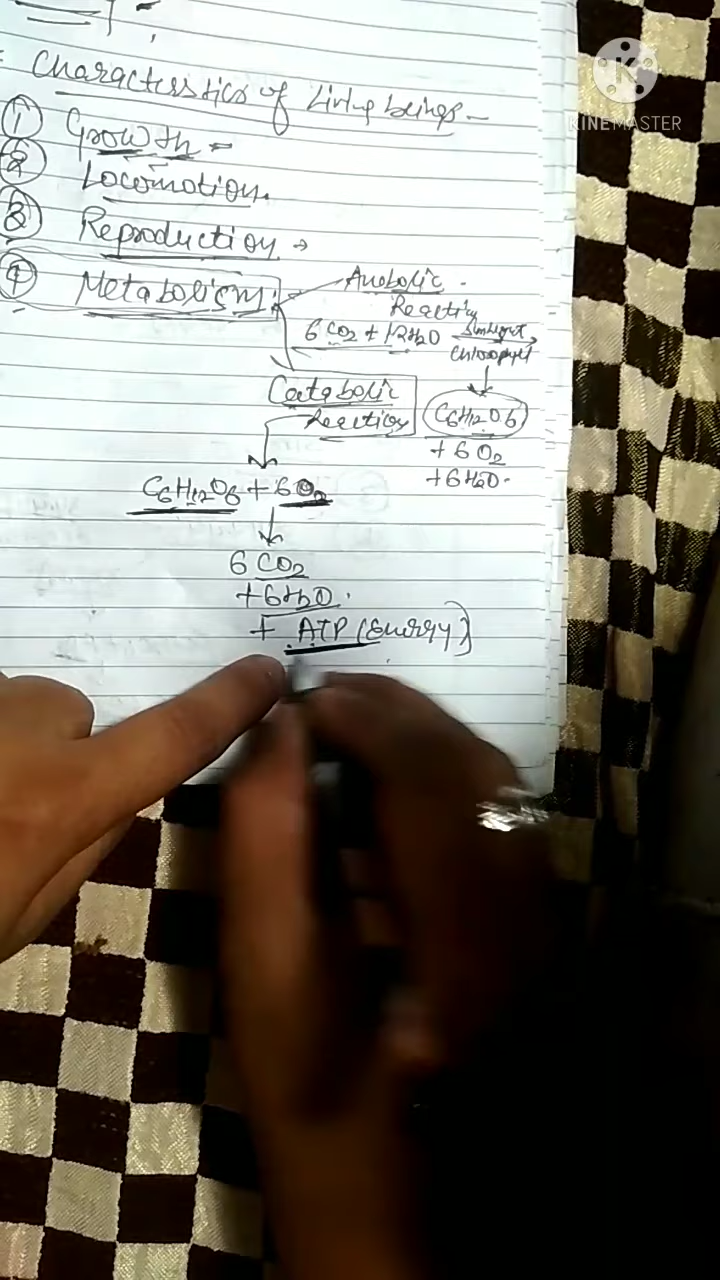 KINEMASTER
Characteristics of Living beings -
① Growth -
② Locomotion.
③ Reproduction →
④ Metabolism.
Anabolic -
Reaction
6CO2 + 12H2O Sunlight
Chlorophyll
C6H12O6
+ 6O2
+ 6H2O.
Catabolic
Reaction
C6H12O6 + 6O2
6CO2
+6H2O.
+ ATP (Energy)